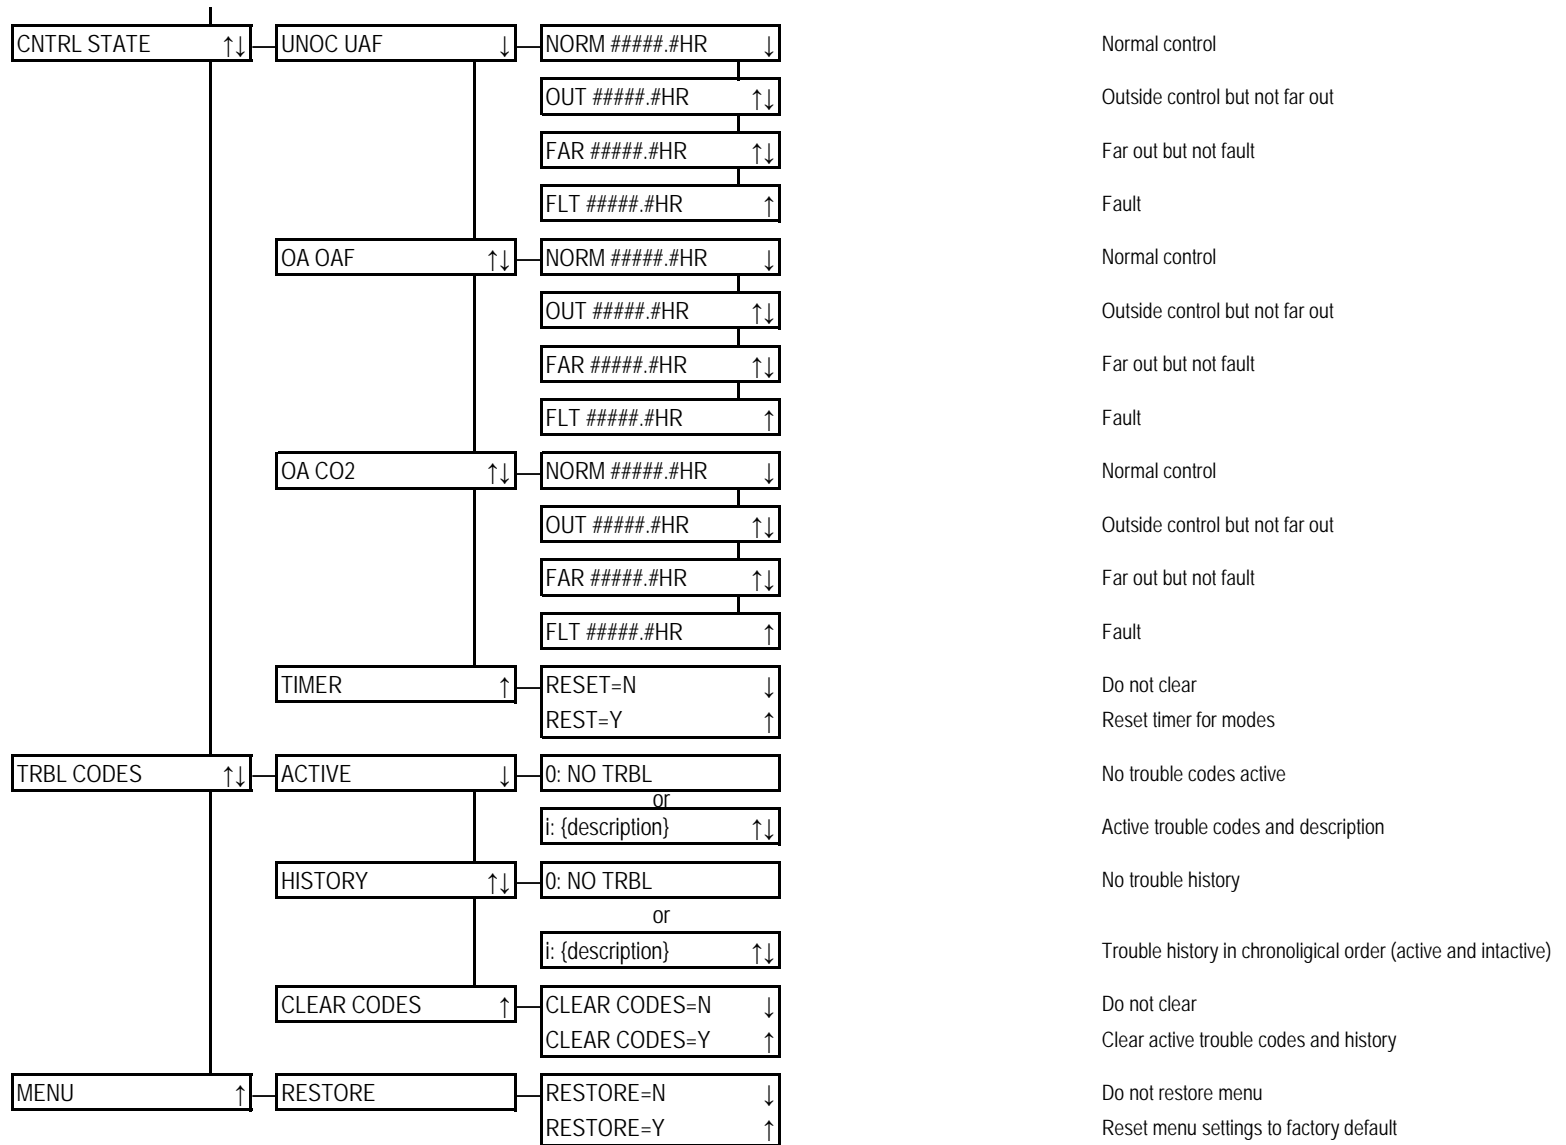 CNTRL STATE ↑↓ UNOC UAF ↓ NORM #####.#HR ↓ Normal control
OUT #####.#HR ↑↓ Outside control but not far out
FAR #####.#HR ↑↓ Far out but not fault
FLT #####.#HR ↑ Fault
OA OAF ↑↓ NORM #####.#HR ↓ Normal control
OUT #####.#HR ↑↓ Outside control but not far out
FAR #####.#HR ↑↓ Far out but not fault
FLT #####.#HR ↑ Fault
OA CO2 ↑↓ NORM #####.#HR ↓ Normal control
OUT #####.#HR ↑↓ Outside control but not far out
FAR #####.#HR ↑↓ Far out but not fault
FLT #####.#HR ↑ Fault
TIMER ↑ RESET=N ↓ Do not clear
REST=Y ↑ Reset timer for modes
TRBL CODES ↑↓ ACTIVE ↓ 0: NO TRBL No trouble codes active
or
i: {description} ↑↓ Active trouble codes and description
HISTORY ↑↓ 0: NO TRBL No trouble history
or
i: {description} ↑↓ Trouble history in chronoligical order (active and intactive)
CLEAR CODES ↑ CLEAR CODES=N ↓ Do not clear
CLEAR CODES=Y ↑ Clear active trouble codes and history
MENU ↑ RESTORE RESTORE=N ↓ Do not restore menu
RESTORE=Y ↑ Reset menu settings to factory default